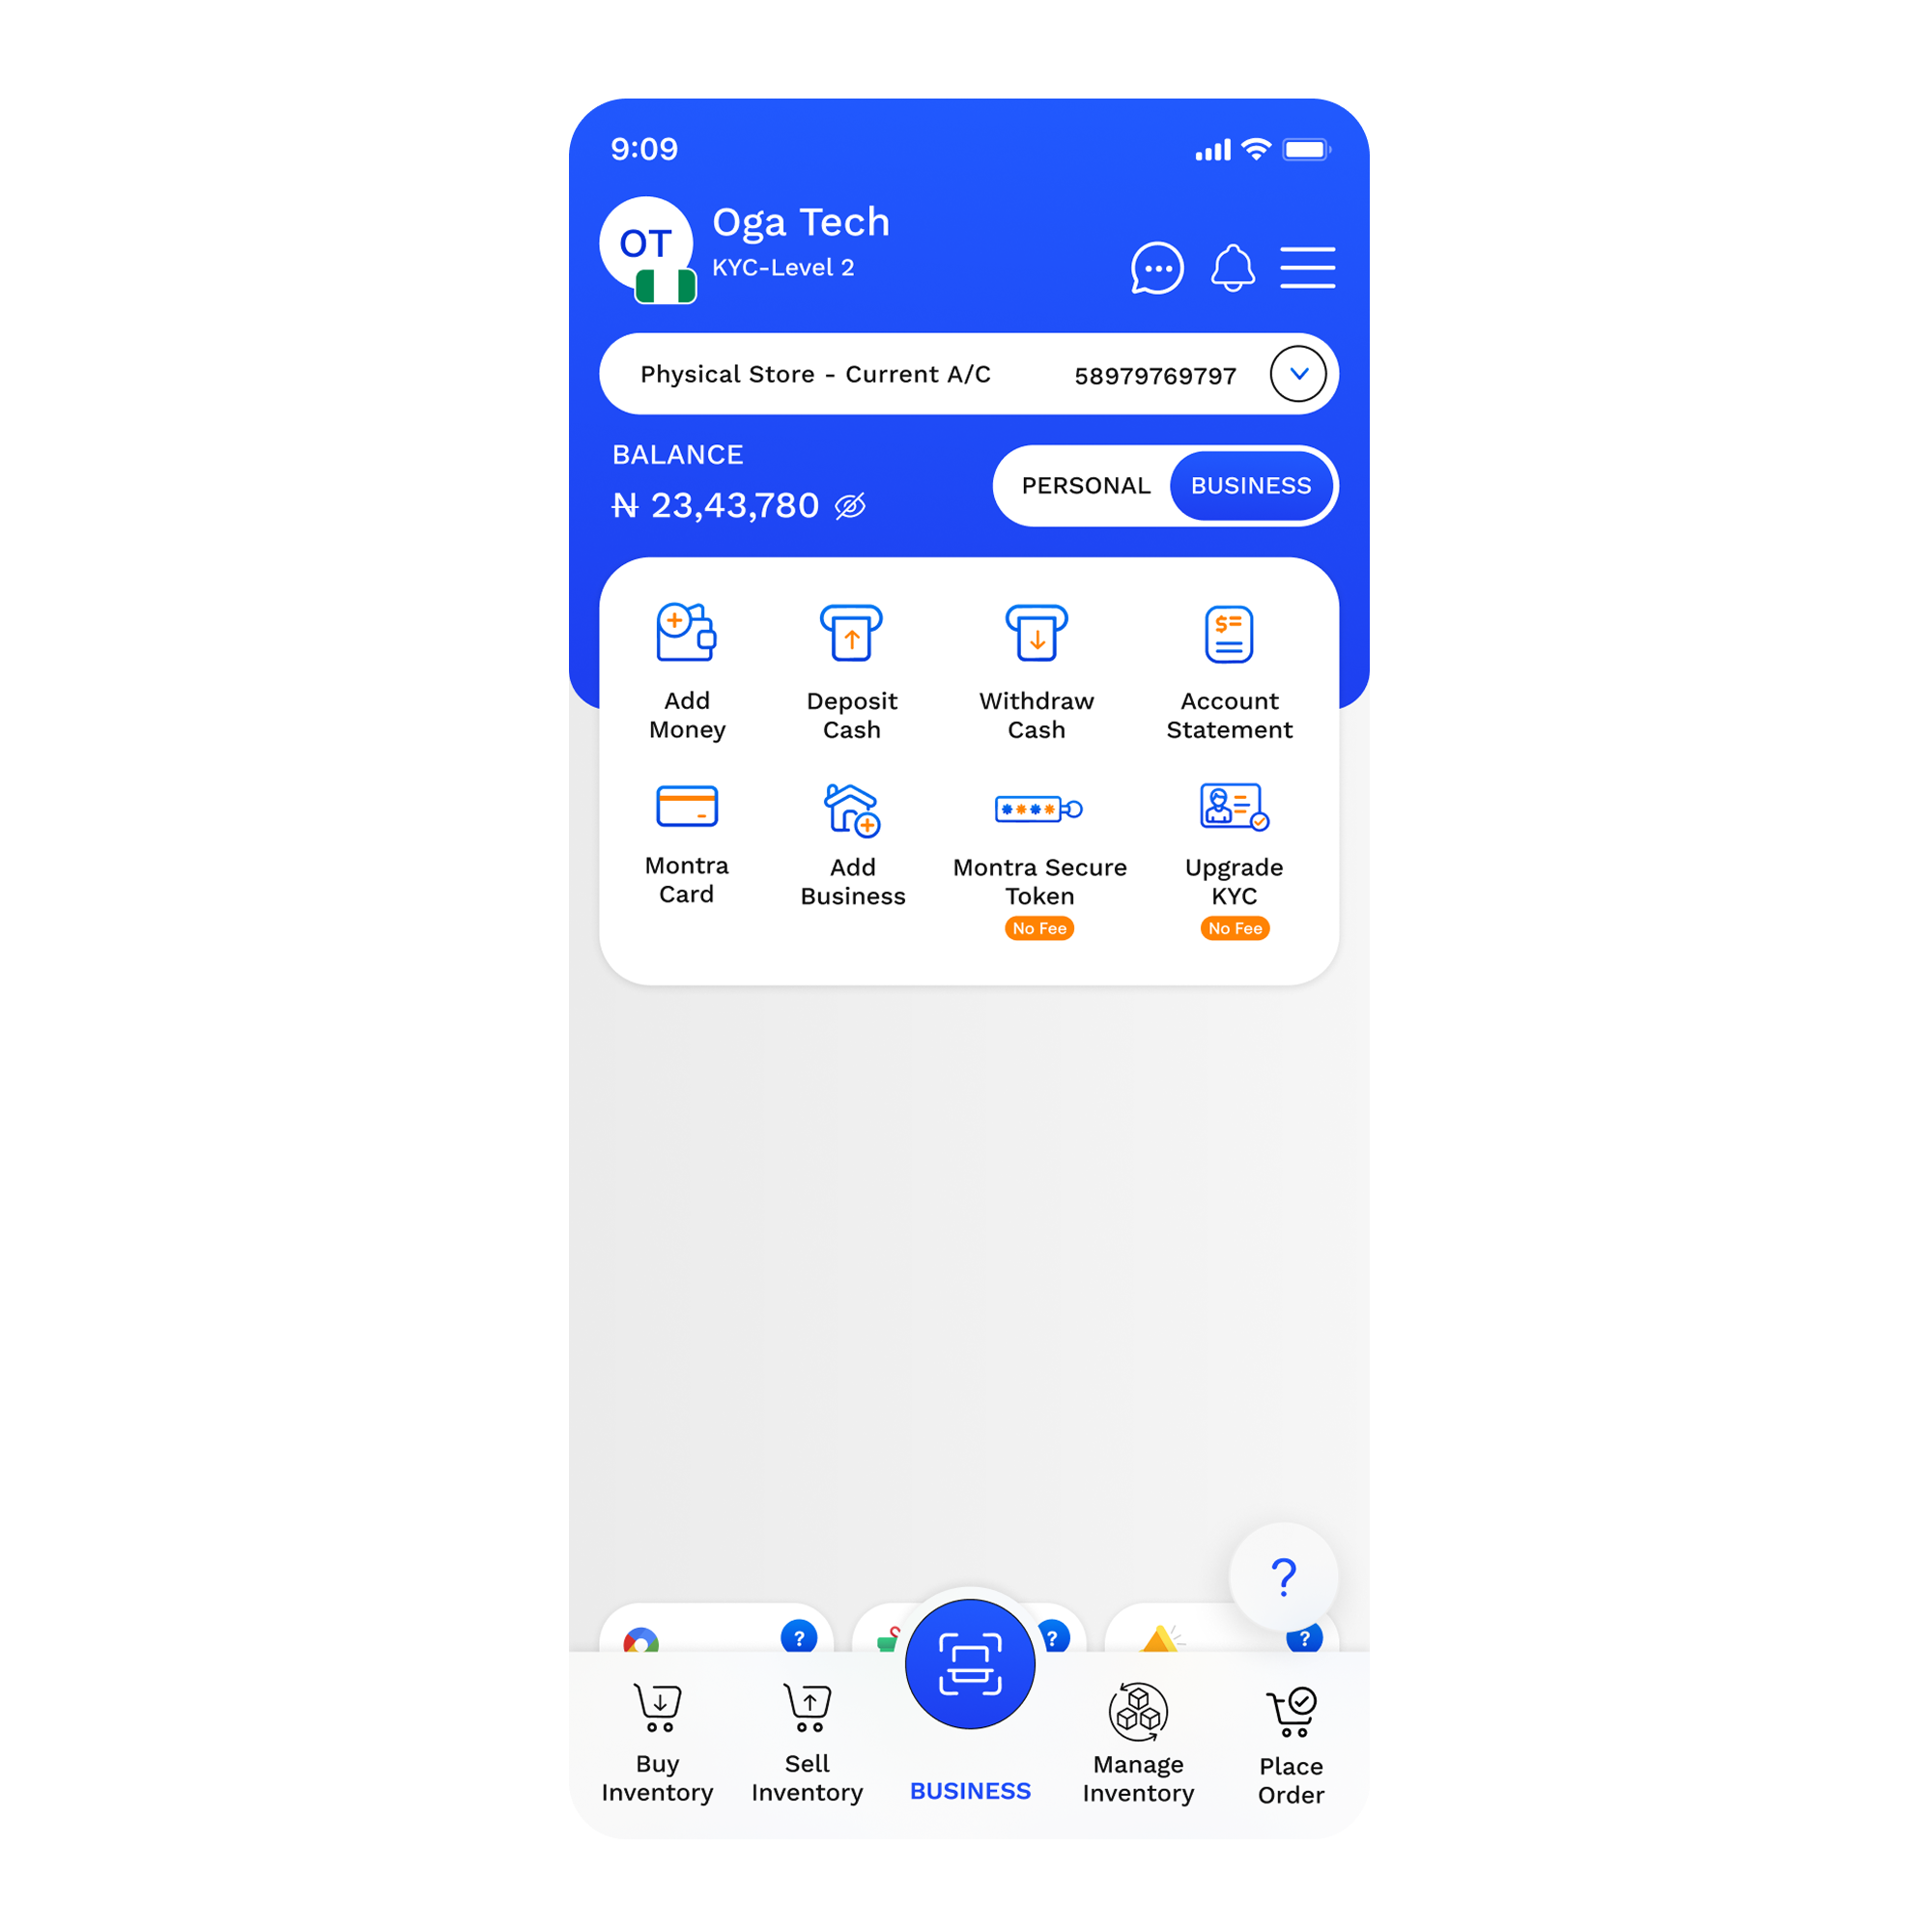 9:09
OT
Oga Tech
KYC-Level 2
Physical Store - Current A/C 58979769797
BALANCE
₦ 23,43,780
PERSONAL BUSINESS
Add
Money
Deposit
Cash
Withdraw
Cash
$
Account
Statement
Montra
Card
Add
Business
Montra Secure
Token
No Fee
Upgrade
KYC
No Fee
?
? ? ?
Buy
Inventory
Sell
Inventory
BUSINESS
Manage
Inventory
Place
Order